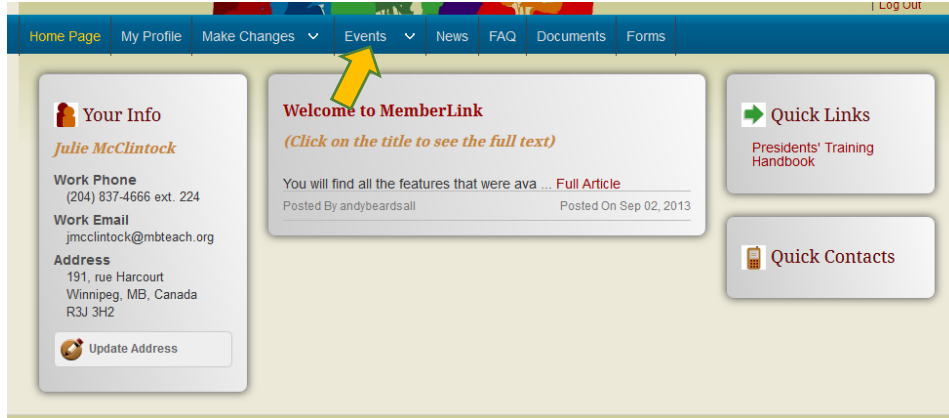 | Log Out
Home Page My Profile Make Changes Events News FAQ Documents Forms
Your Info
Julie McClintock
Work Phone
(204) 837-4666 ext. 224
Work Email
jmcclintock@mbteach.org
Address
191, rue Harcourt
Winnipeg, MB, Canada
R3J 3H2
Update Address
Welcome to MemberLink
(Click on the title to see the full text)
You will find all the features that were ava ... Full Article
Posted By andybeardsall Posted On Sep 02, 2013
Quick Links
Presidents' Training
Handbook
Quick Contacts